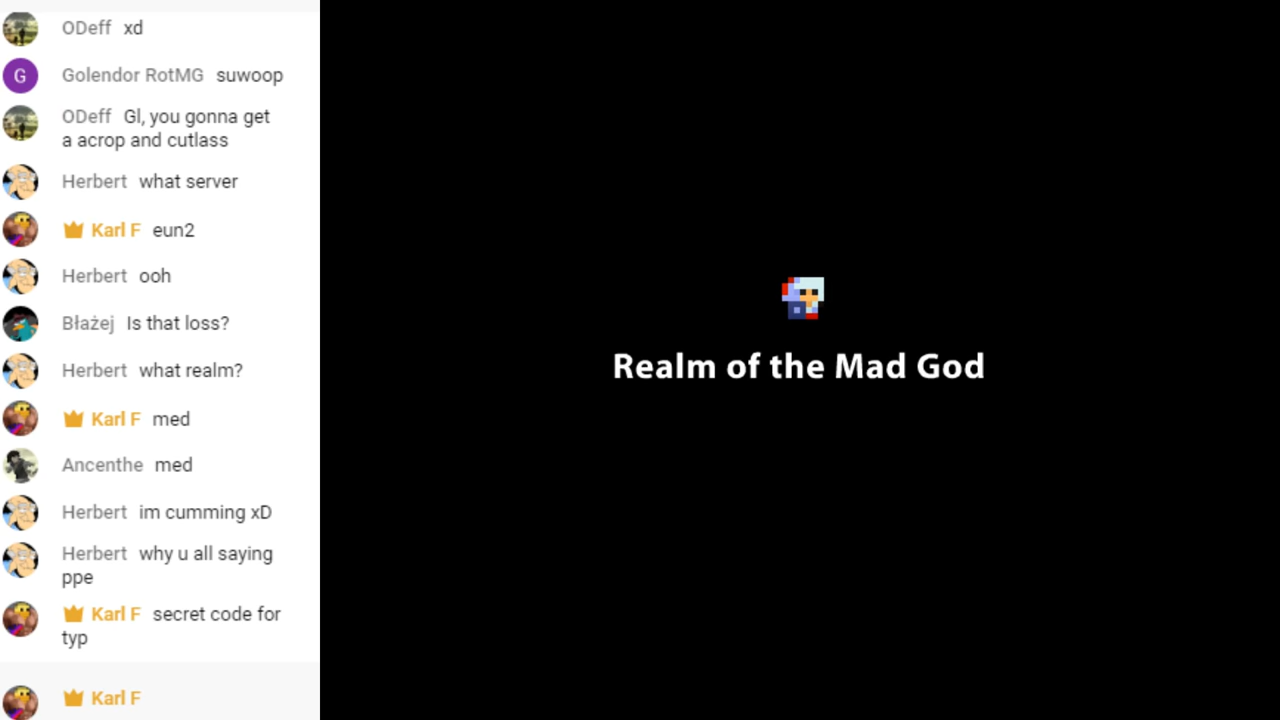 ODeff xd
G
Golendor RotMG suwoop
ODeff Gl, you gonna get
a acrop and cutlass
Herbert what server
Karl F eun2
Herbert ooh
Błażej Is that loss?
Herbert what realm?
Karl F med
Ancenthe med
Herbert im cumming xD
Herbert why u all saying
ppe
Karl F secret code for
typ
Karl F
Realm of the Mad God